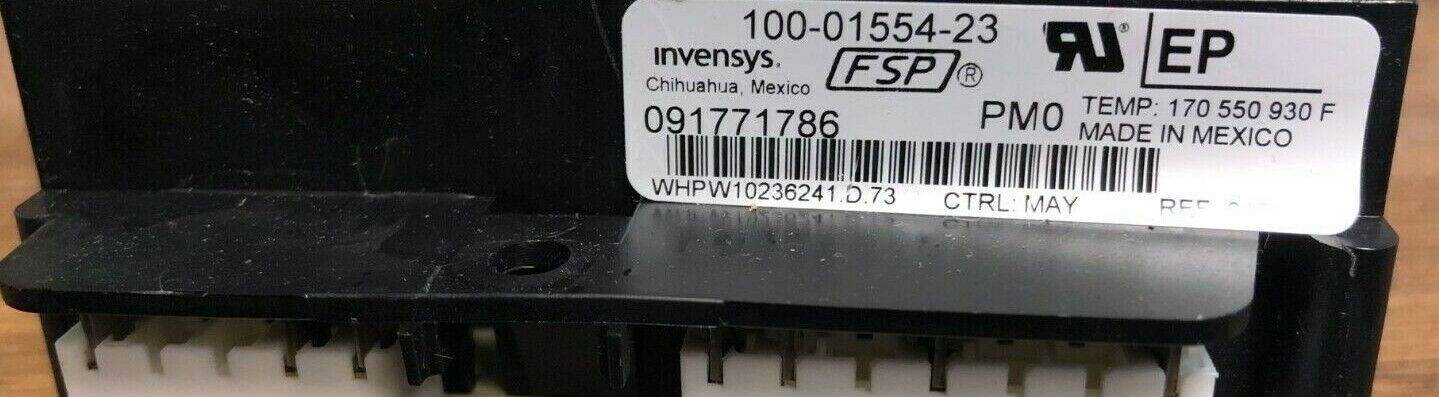 100-01554-23
invensys. FSP® RU® EP
Chihuahua, Mexico
091771786 PM0 TEMP: 170 550 930 F
MADE IN MEXICO
WHPW10236241.D.73 CTRL: MAY